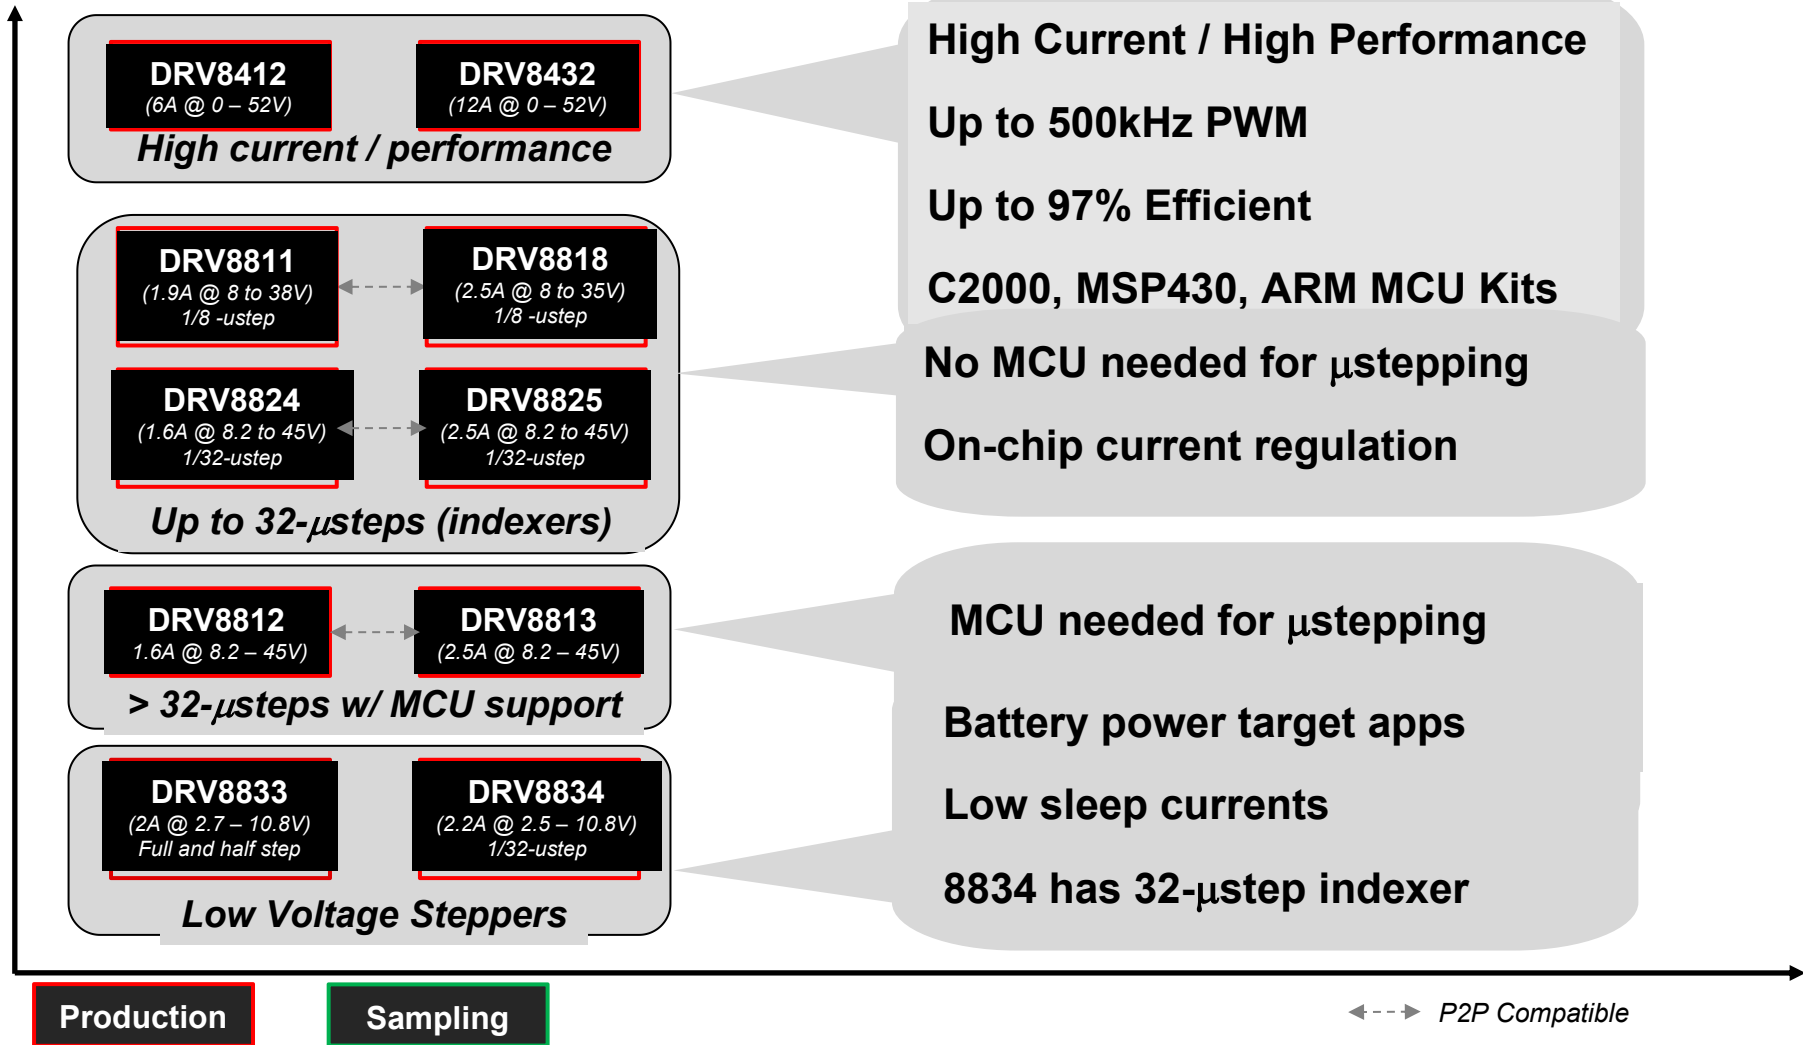 DRV8412
(6A @ 0 – 52V)
DRV8432
(12A @ 0 – 52V)
High current / performance
DRV8811
(1.9A @ 8 to 38V)
1/8 -ustep
DRV8818
(2.5A @ 8 to 35V)
1/8 -ustep
DRV8824
(1.6A @ 8.2 to 45V)
1/32-ustep
DRV8825
(2.5A @ 8.2 to 45V)
1/32-ustep
Up to 32-μsteps (indexers)
DRV8812
1.6A @ 8.2 – 45V)
DRV8813
(2.5A @ 8.2 – 45V)
> 32-μsteps w/ MCU support
DRV8833
(2A @ 2.7 – 10.8V)
Full and half step
DRV8834
(2.2A @ 2.5 – 10.8V)
1/32-ustep
Low Voltage Steppers
High Current / High Performance
Up to 500kHz PWM
Up to 97% Efficient
C2000, MSP430, ARM MCU Kits
No MCU needed for μstepping
On-chip current regulation
MCU needed for μstepping
Battery power target apps
Low sleep currents
8834 has 32-μstep indexer
Production
Sampling
P2P Compatible